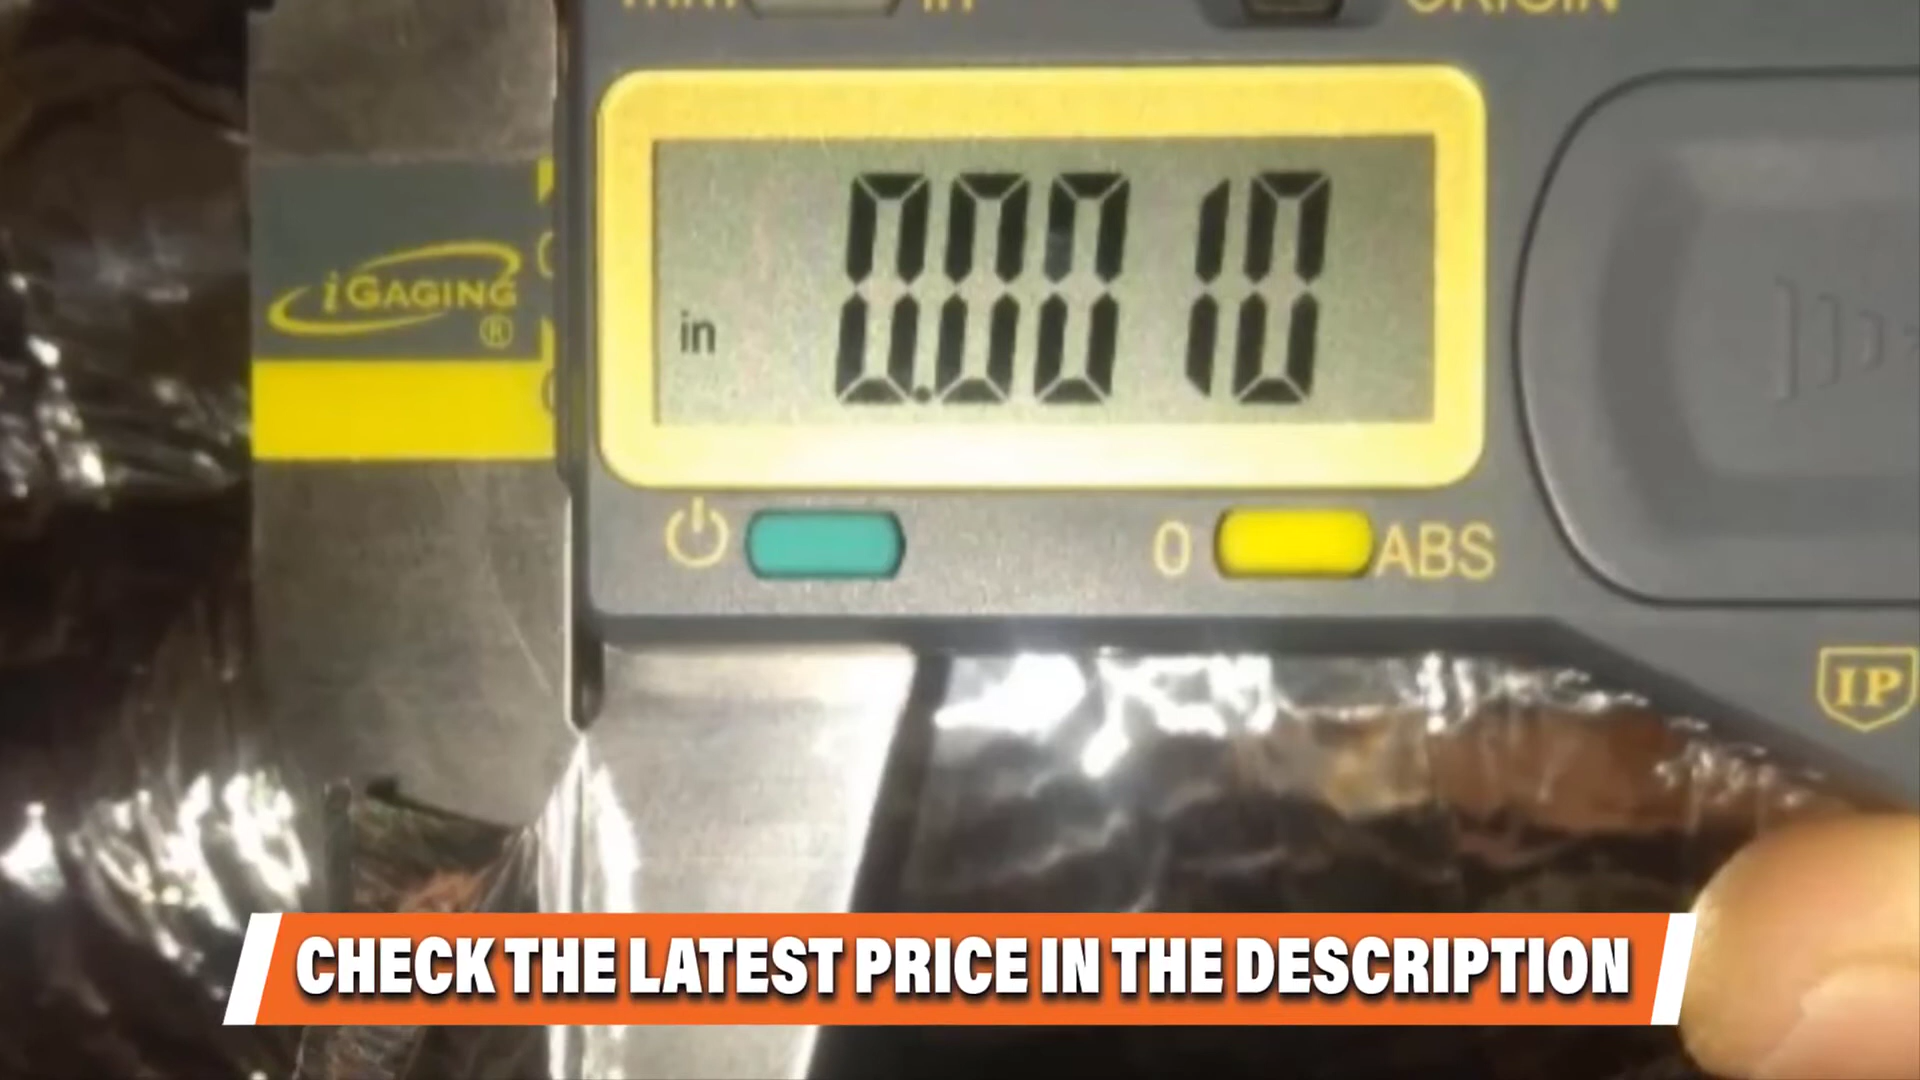 iGAGING
®
in
0.0010
0
ABS
IP
CHECK THE LATEST PRICE IN THE DESCRIPTION